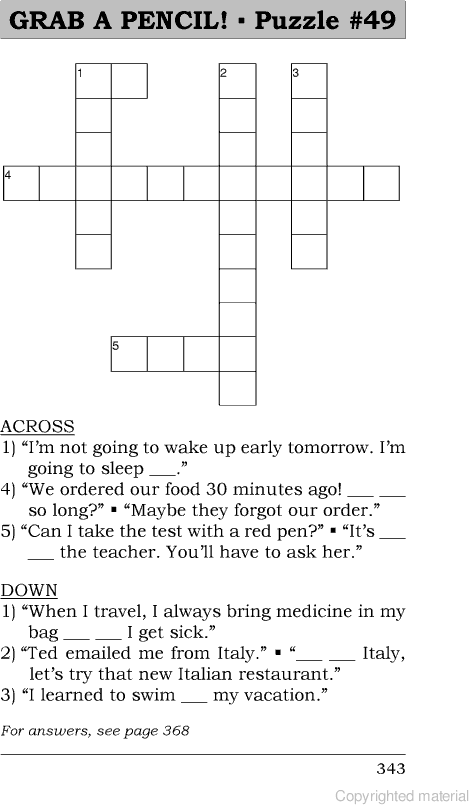 GRAB A PENCIL! ▪ Puzzle #49
1 2 3
4
5
ACROSS
1) “I’m not going to wake up early tomorrow. I’m
going to sleep ___.”
4) “We ordered our food 30 minutes ago! ___ ___
so long?” ▪ “Maybe they forgot our order.”
5) “Can I take the test with a red pen?” ▪ “It’s ___
___ the teacher. You’ll have to ask her.”
DOWN
1) “When I travel, I always bring medicine in my
bag ___ ___ I get sick.”
2) “Ted emailed me from Italy.” ▪ “___ ___ Italy,
let’s try that new Italian restaurant.”
3) “I learned to swim ___ my vacation.”
For answers, see page 368
343
Copyrighted material